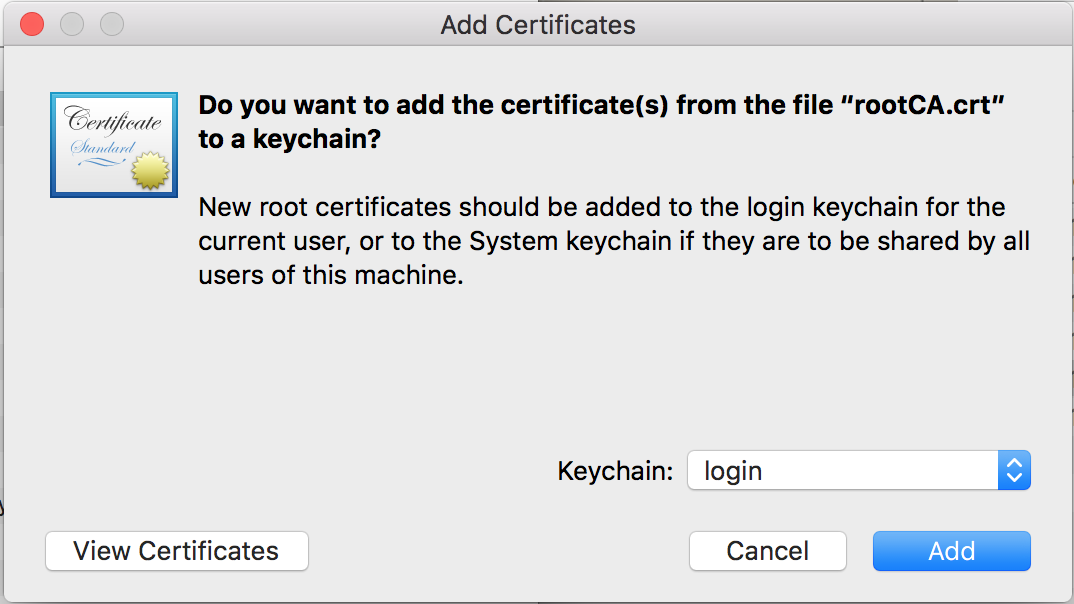 Add Certificates
Certificate
Standard
Do you want to add the certificate(s) from the file “rootCA.crt”
to a keychain?
New root certificates should be added to the login keychain for the
current user, or to the System keychain if they are to be shared by all
users of this machine.
Keychain: login
View Certificates Cancel Add